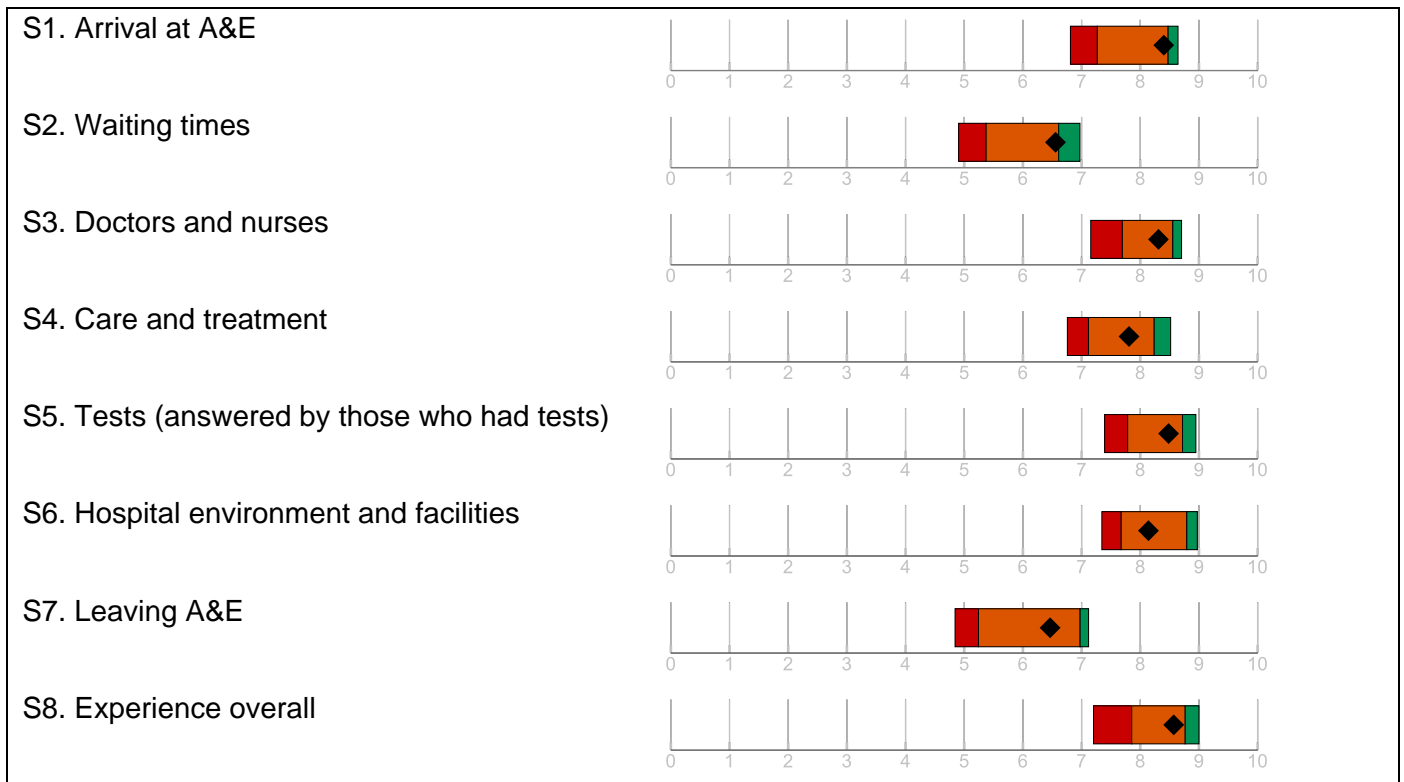 S1. Arrival at A&E
0 1 2 3 4 5 6 7 8 9 10
S2. Waiting times
0 1 2 3 4 5 6 7 8 9 10
S3. Doctors and nurses
0 1 2 3 4 5 6 7 8 9 10
S4. Care and treatment
0 1 2 3 4 5 6 7 8 9 10
S5. Tests (answered by those who had tests)
0 1 2 3 4 5 6 7 8 9 10
S6. Hospital environment and facilities
0 1 2 3 4 5 6 7 8 9 10
S7. Leaving A&E
0 1 2 3 4 5 6 7 8 9 10
S8. Experience overall
0 1 2 3 4 5 6 7 8 9 10